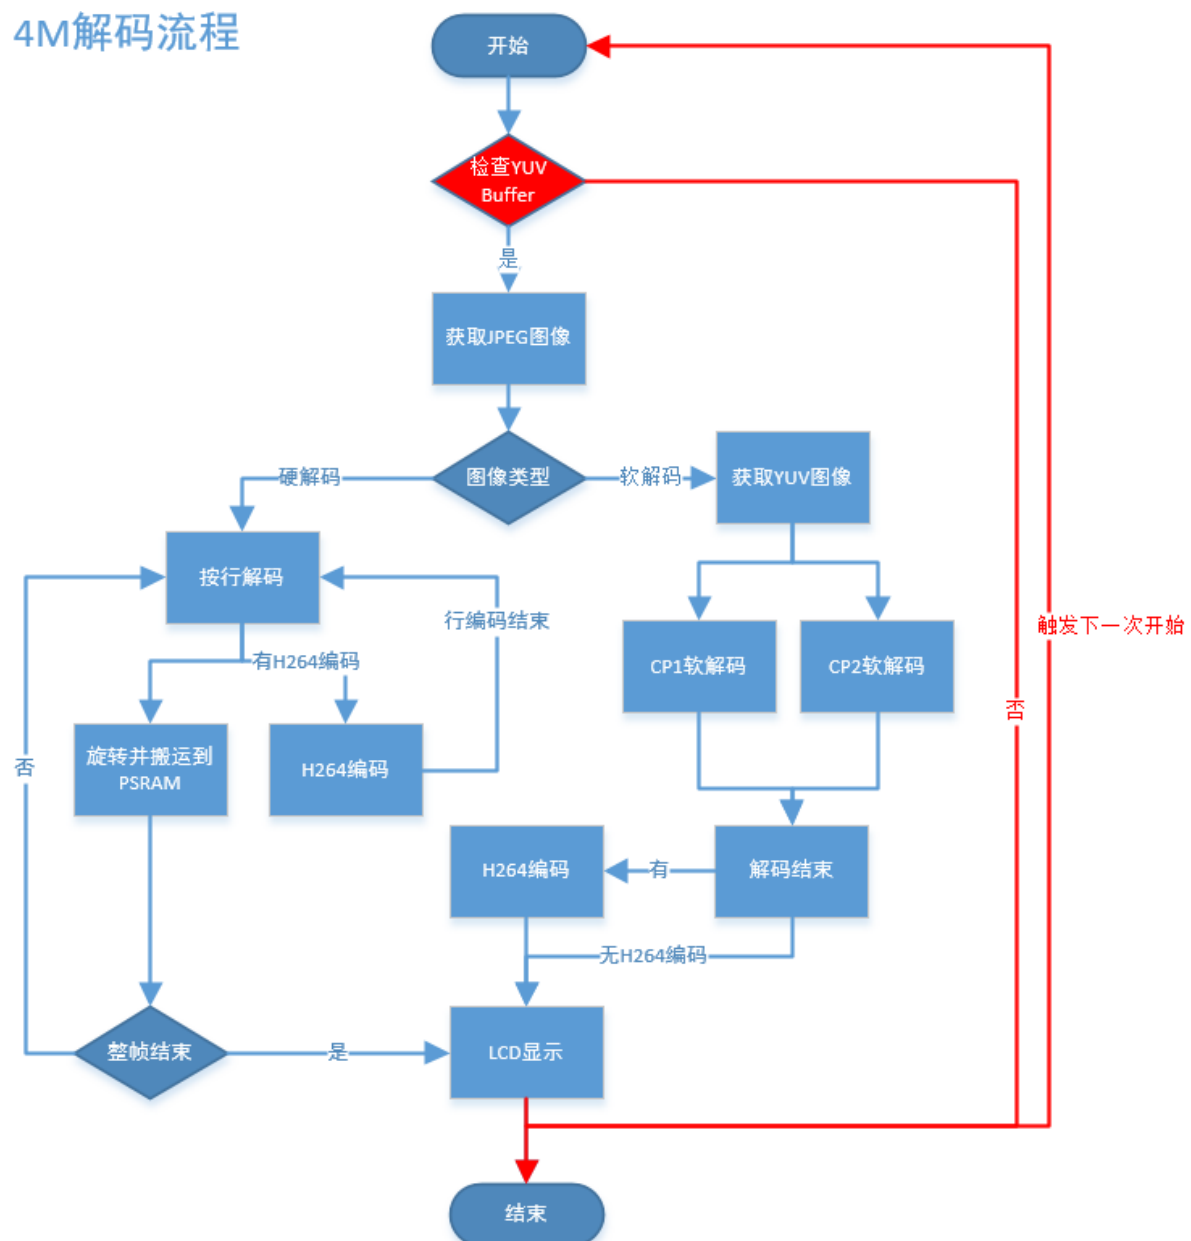 4M解码流程
开始
检查YUV
Buffer
是
获取JPEG图像
硬解码
图像类型
软解码
获取YUV图像
按行解码
行编码结束
触发下一次开始
有H264编码
CP1软解码
CP2软解码
否
否
旋转并搬运到
PSRAM
H264编码
H264编码
有
解码结束
无H264编码
整帧结束
是
LCD显示
结束